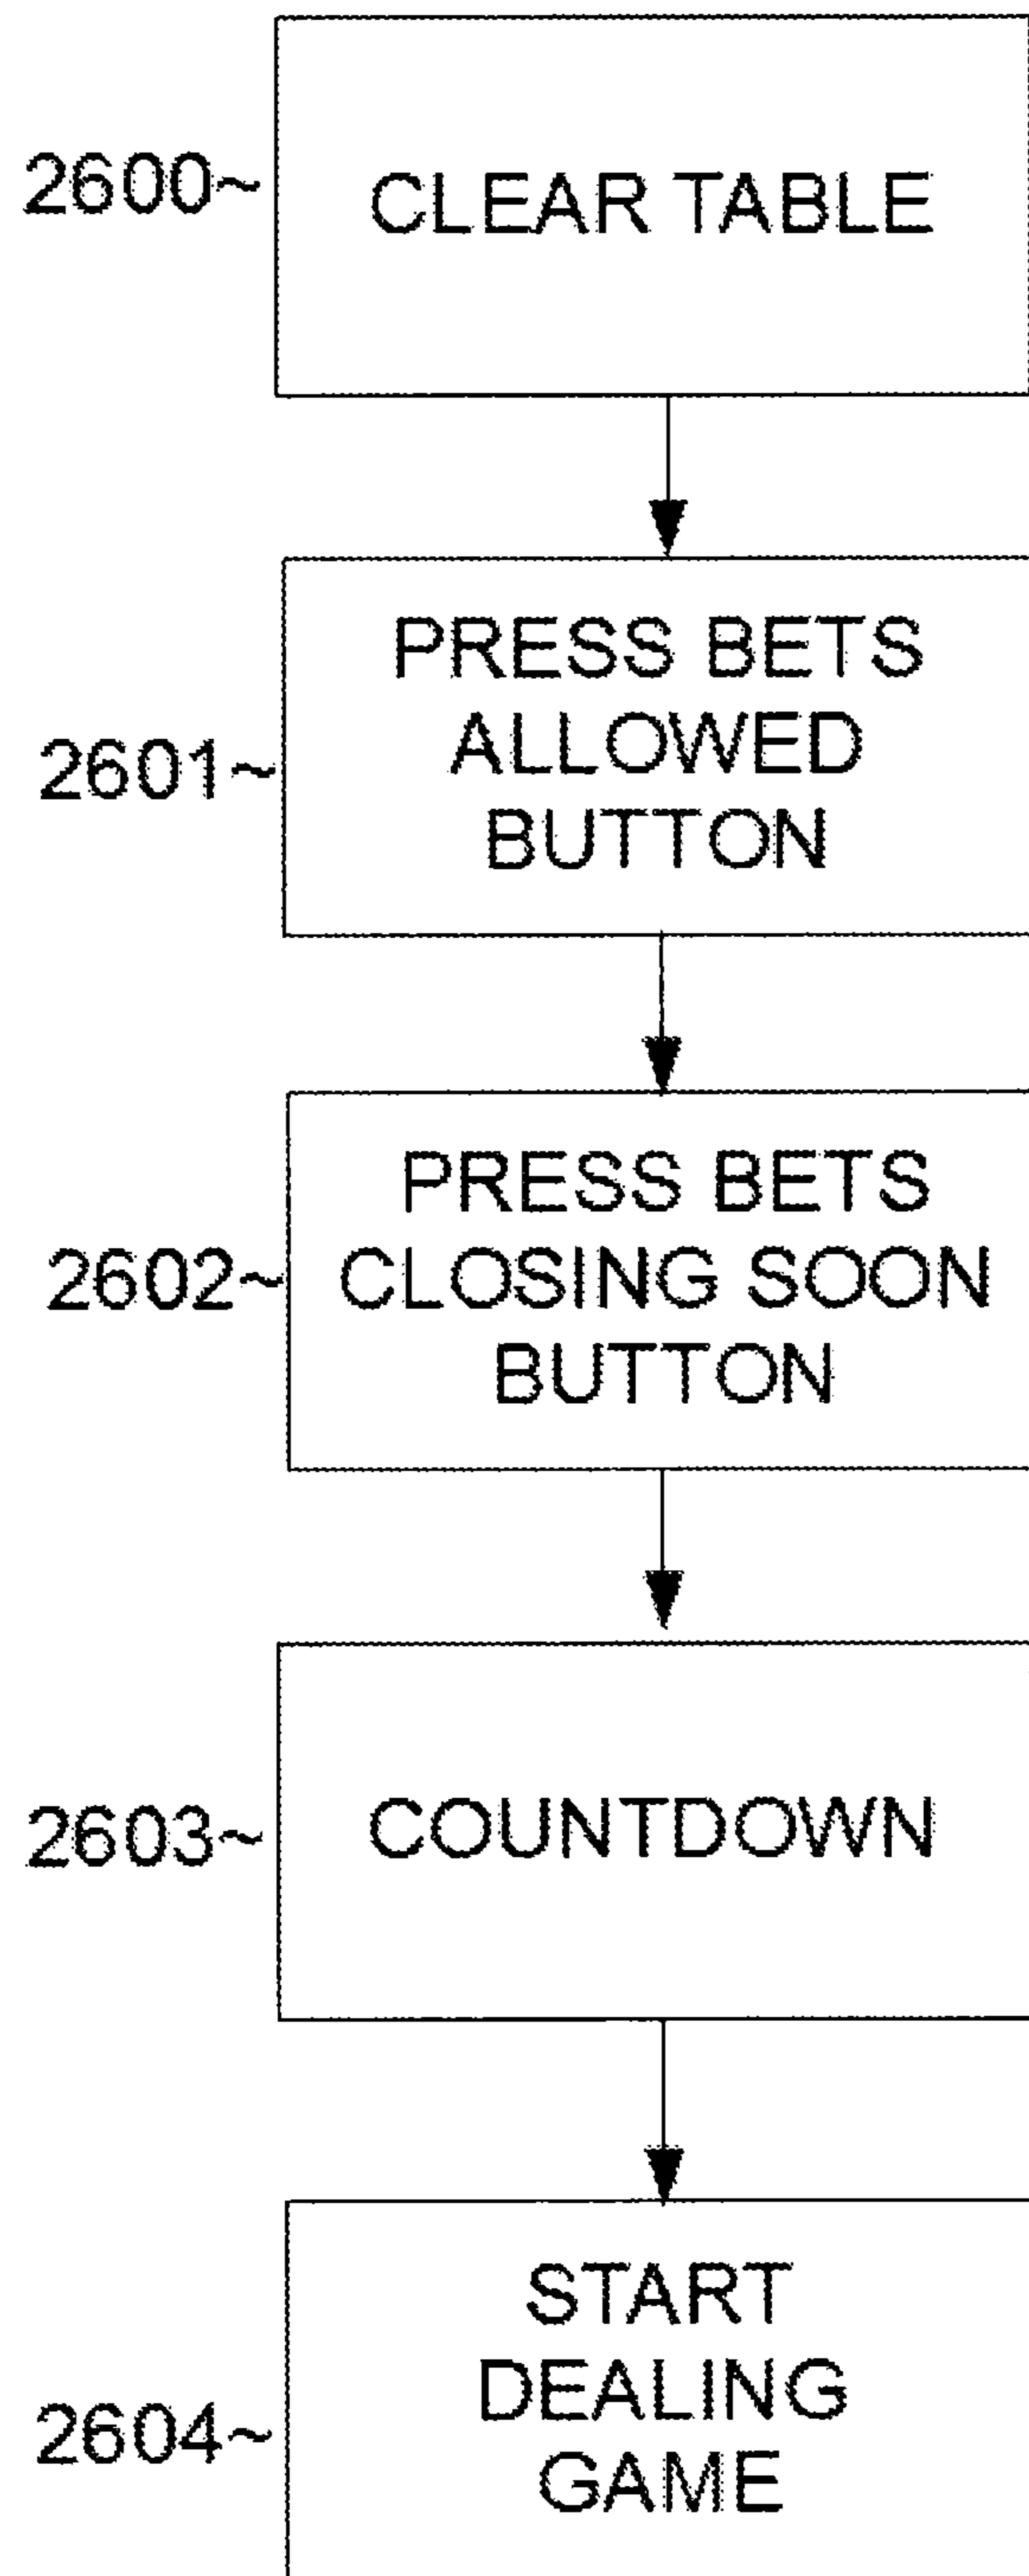 2600~
CLEAR TABLE
2601~
PRESS BETS
ALLOWED
BUTTON
2602~
PRESS BETS
CLOSING SOON
BUTTON
2603~
COUNTDOWN
2604~
START
DEALING
GAME